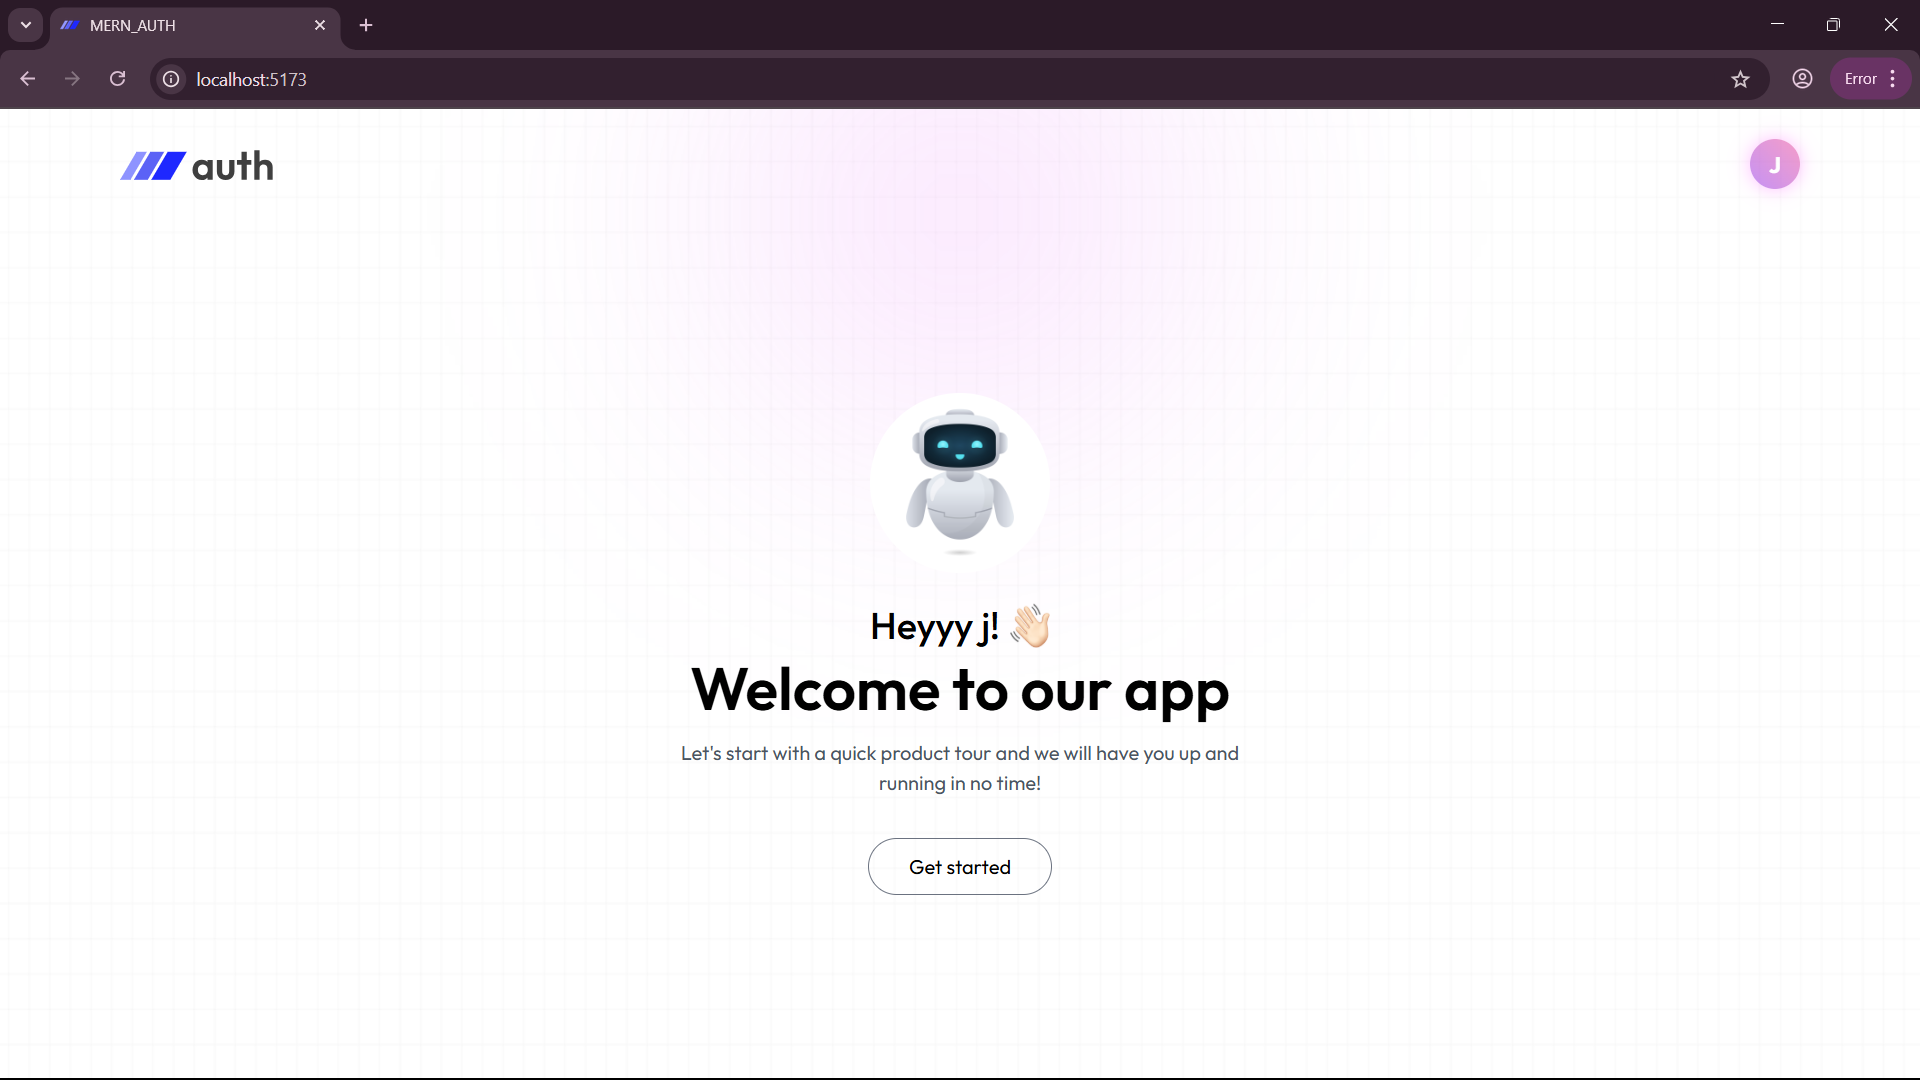 MERN_AUTH
localhost:5173
Error
auth
J
Heyyy j! 👋🏻
Welcome to our app
Let's start with a quick product tour and we will have you up and
running in no time!
Get started